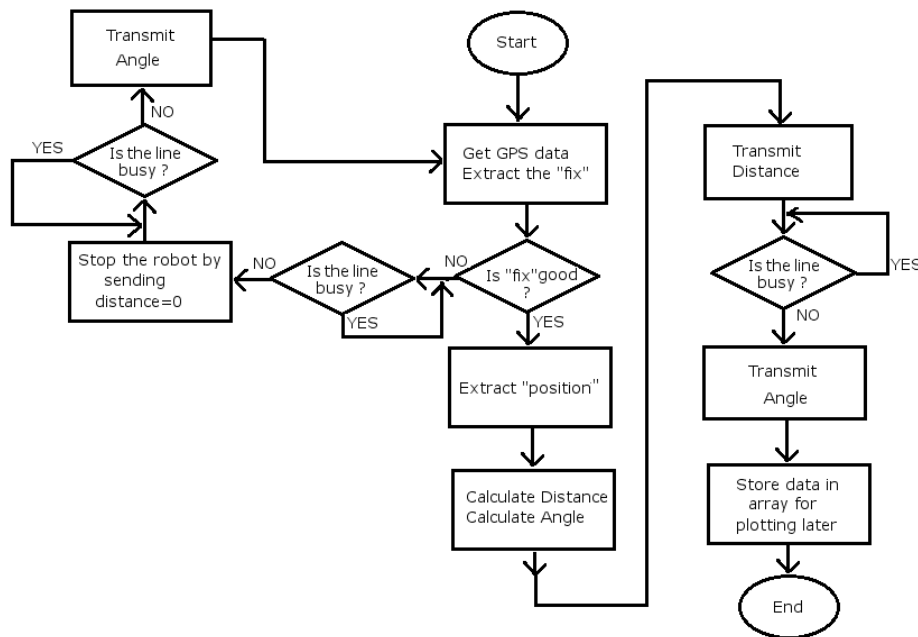 Start
Get GPS data
Extract the "fix"
Is "fix"good
?
NO
YES
Is the line
busy ?
NO
YES
Stop the robot by
sending
distance=0
Is the line
busy ?
YES
NO
Transmit
Angle
Extract "position"
Calculate Distance
Calculate Angle
Transmit
Distance
Is the line
busy ?
YES
NO
Transmit
Angle
Store data in
array for
plotting later
End